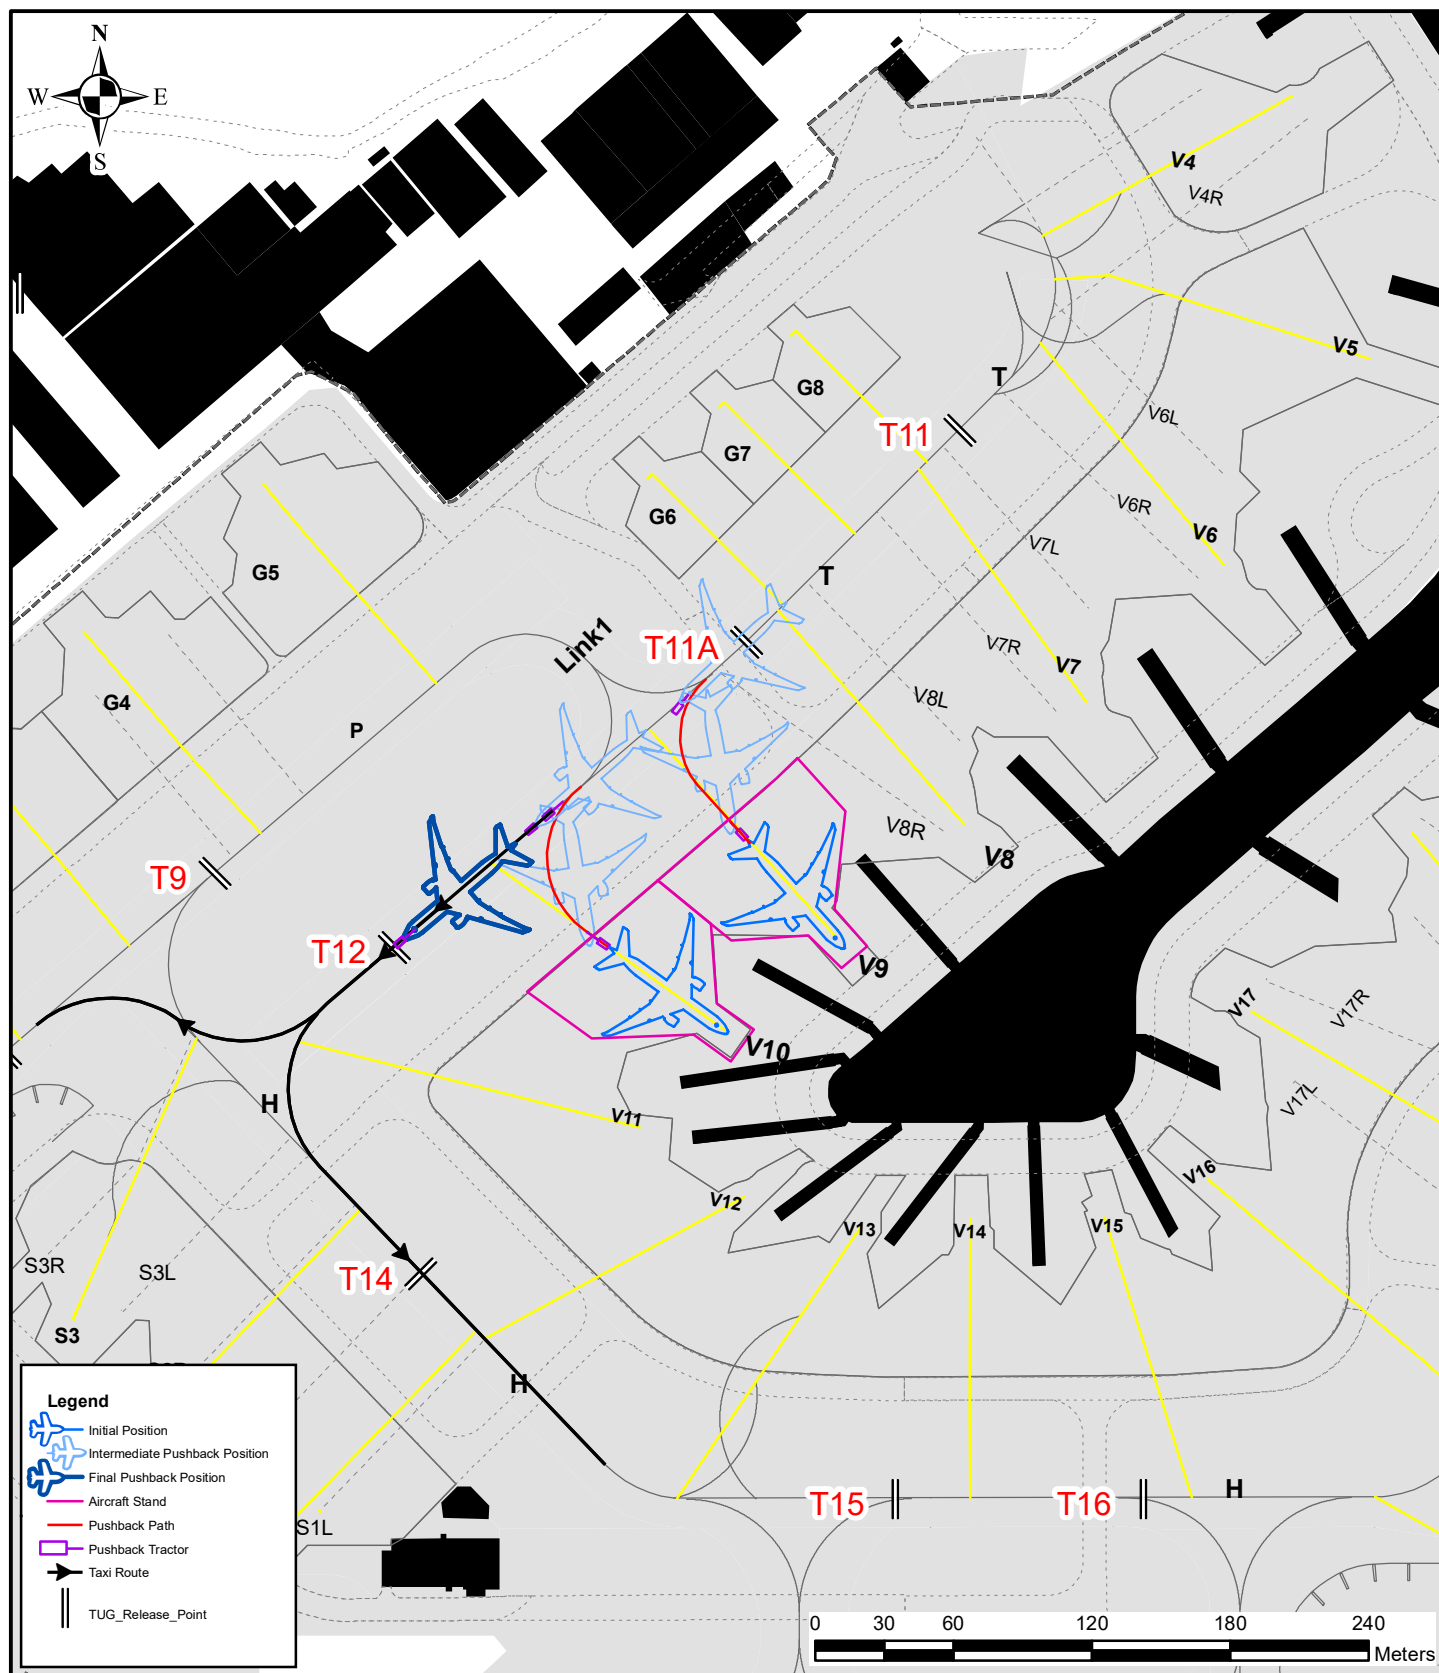 N
W E
S
V4
V4R
V5
T
G8
V6L
T11
G7
V6R
V6
G6
V7L
G5
T
Link1
T11A
V7R
V7
G4
V8L
P
V8R
V8
T9
T12
V9
V17
V17R
V10
H
V11
V17L
V16
V12
V13
V14
V15
S3R
S3L
T14
S3
H
Legend
Initial Position
Intermediate Pushback Position
Final Pushback Position
Aircraft Stand
Pushback Path
Pushback Tractor
Taxi Route
TUG_Release_Point
S1L
T15
T16
H
0 30 60 120 180 240
Meters